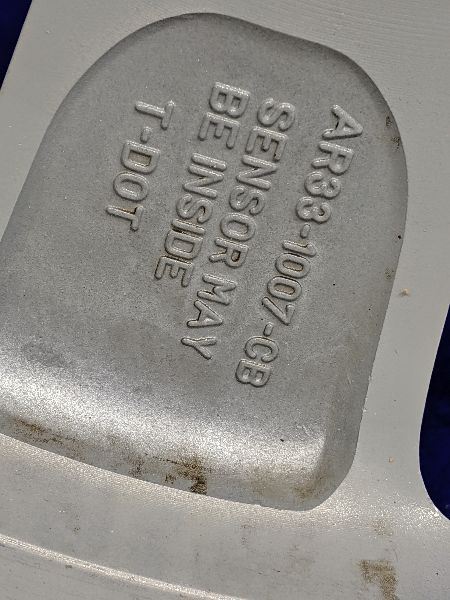 AR33-1007-CB
SENSOR MAY
BE INSIDE
T-DOT